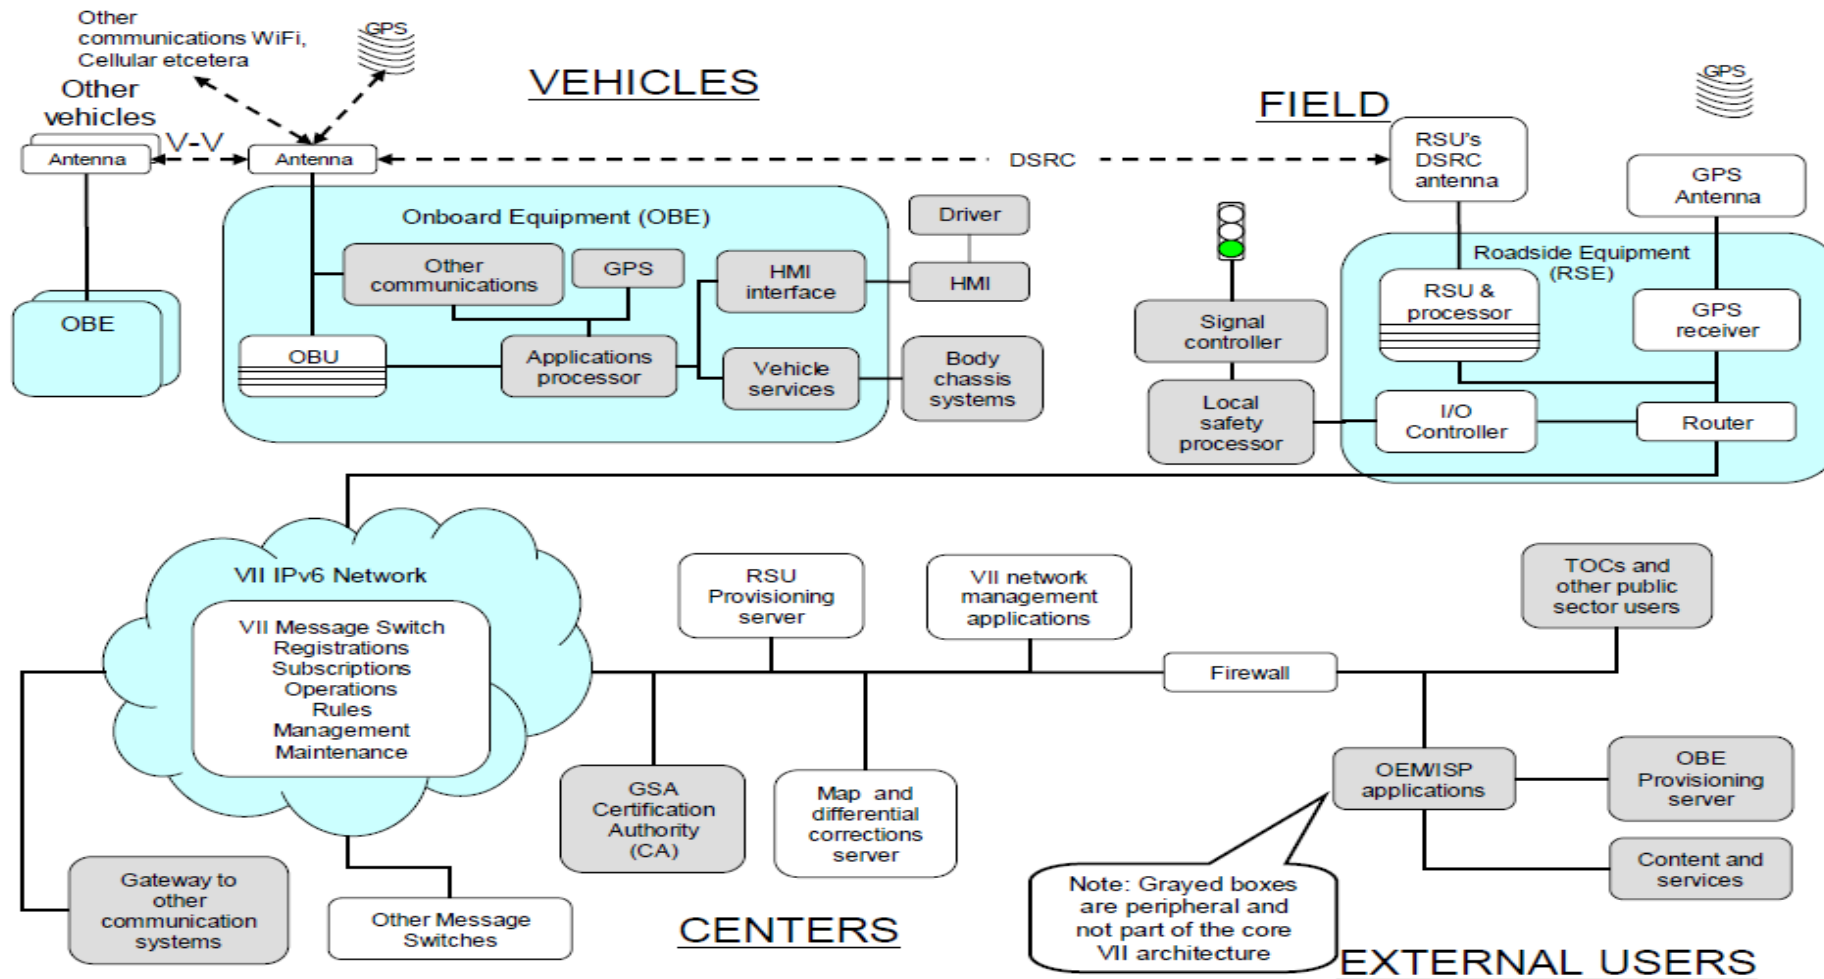 Other
communications WiFi,
Cellular etcetera
GPS
VEHICLES
FIELD
GPS
Other
vehicles
V-V
Antenna
Antenna
DSRC
RSU's
DSRC
antenna
GPS
Antenna
Onboard Equipment (OBE)
Driver
Other
communications
GPS
HMI
interface
HMI
Roadside Equipment
(RSE)
RSU &
processor
GPS
receiver
OBE
OBU
Applications
processor
Vehicle
services
Body
chassis
systems
Signal
controller
Local
safety
processor
I/O
Controller
Router
VII IPv6 Network
VII Message Switch
Registrations
Subscriptions
Operations
Rules
Management
Maintenance
RSU
Provisioning
server
VII network
management
applications
Firewall
TOCs and
other public
sector users
GSA
Certification
Authority
(CA)
Map and
differential
corrections
server
OEM/ISP
applications
OBE
Provisioning
server
Content and
services
Gateway to
other
communication
systems
Other Message
Switches
CENTERS
Note: Grayed boxes
are peripheral and
not part of the core
VII architecture
EXTERNAL USERS